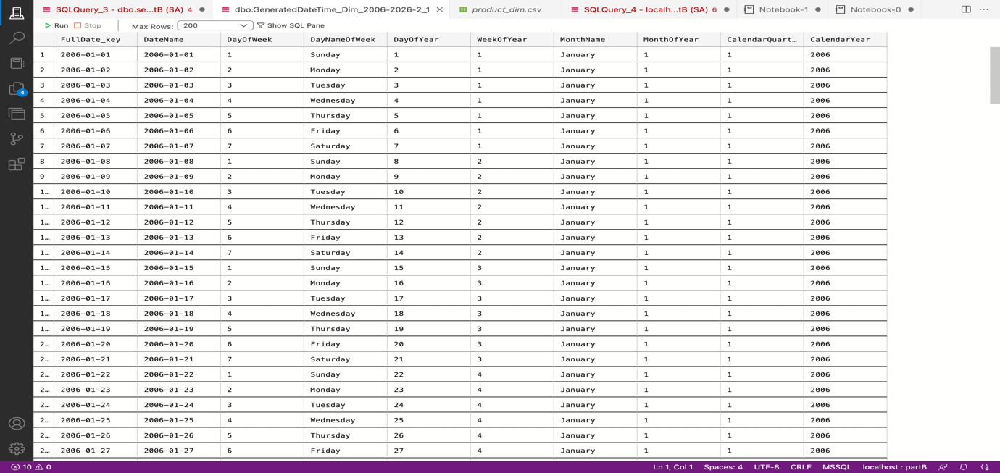 SQLQuery_3 - dbo.se...tB (SA) 4 dbo.GeneratedDateTime_Dim_2006-2026-2_1 product_dim.csv SQLQuery_4 - localh...tB (SA) 6 Notebook-1 Notebook-0
Run Stop Max Rows: 200 Show SQL Pane
FullDate_key DateName DayOfWeek DayNameOfWeek DayOfYear WeekOfYear MonthName MonthOfYear CalendarQuart... CalendarYear
1 2006-01-01 2006-01-01 1 Sunday 1 1 January 1 1 2006
2 2006-01-02 2006-01-02 2 Monday 2 1 January 1 1 2006
3 2006-01-03 2006-01-03 3 Tuesday 3 1 January 1 1 2006
4 2006-01-04 2006-01-04 4 Wednesday 4 1 January 1 1 2006
4
5 2006-01-05 2006-01-05 5 Thursday 5 1 January 1 1 2006
6 2006-01-06 2006-01-06 6 Friday 6 1 January 1 1 2006
7 2006-01-07 2006-01-07 7 Saturday 7 1 January 1 1 2006
8 2006-01-08 2006-01-08 1 Sunday 8 2 January 1 1 2006
9 2006-01-09 2006-01-09 2 Monday 9 2 January 1 1 2006
1... 2006-01-10 2006-01-10 3 Tuesday 10 2 January 1 1 2006
1... 2006-01-11 2006-01-11 4 Wednesday 11 2 January 1 1 2006
1... 2006-01-12 2006-01-12 5 Thursday 12 2 January 1 1 2006
1... 2006-01-13 2006-01-13 6 Friday 13 2 January 1 1 2006
1... 2006-01-14 2006-01-14 7 Saturday 14 2 January 1 1 2006
1... 2006-01-15 2006-01-15 1 Sunday 15 3 January 1 1 2006
1... 2006-01-16 2006-01-16 2 Monday 16 3 January 1 1 2006
1... 2006-01-17 2006-01-17 3 Tuesday 17 3 January 1 1 2006
1... 2006-01-18 2006-01-18 4 Wednesday 18 3 January 1 1 2006
1... 2006-01-19 2006-01-19 5 Thursday 19 3 January 1 1 2006
2... 2006-01-20 2006-01-20 6 Friday 20 3 January 1 1 2006
2... 2006-01-21 2006-01-21 7 Saturday 21 3 January 1 1 2006
2... 2006-01-22 2006-01-22 1 Sunday 22 4 January 1 1 2006
2... 2006-01-23 2006-01-23 2 Monday 23 4 January 1 1 2006
2... 2006-01-24 2006-01-24 3 Tuesday 24 4 January 1 1 2006
2... 2006-01-25 2006-01-25 4 Wednesday 25 4 January 1 1 2006
2... 2006-01-26 2006-01-26 5 Thursday 26 4 January 1 1 2006
2... 2006-01-27 2006-01-27 6 Friday 27 4 January 1 1 2006
10 0 Ln 1, Col 1 Spaces: 4 UTF-8 CRLF MSSQL localhost : partB